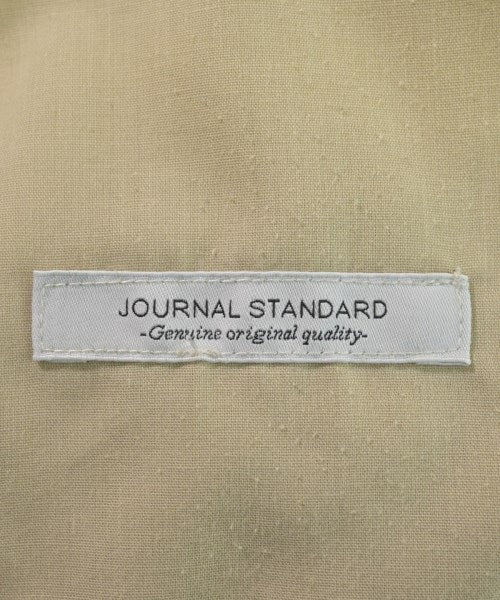 JOURNAL STANDARD
-Genuine original quality-